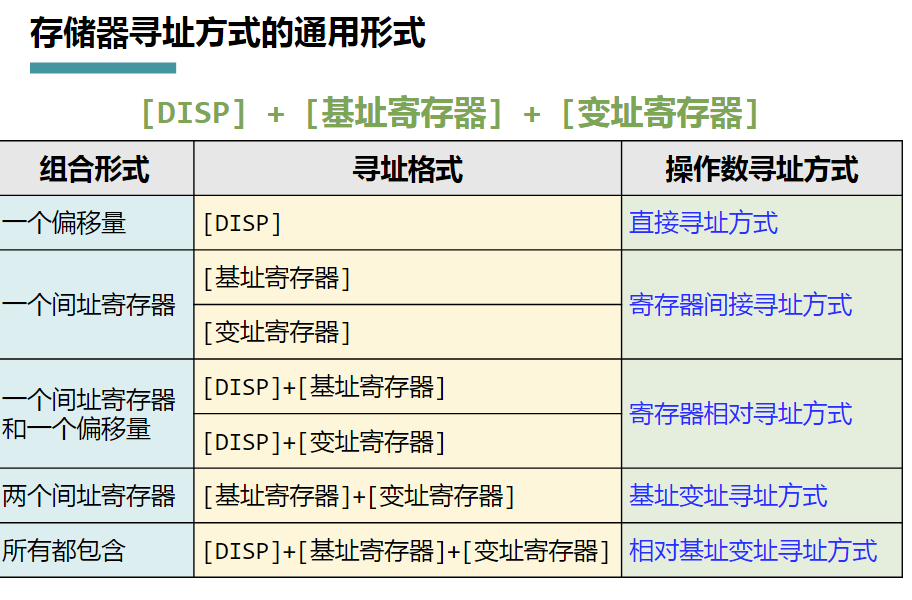 存储器寻址方式的通用形式
[DISP] + [基址寄存器] + [变址寄存器]
组合形式 寻址格式 操作数寻址方式
一个偏移量 [DISP] 直接寻址方式
一个间址寄存器 [基址寄存器] 寄存器间接寻址方式
[变址寄存器]
一个间址寄存器 [DISP]+[基址寄存器] 寄存器相对寻址方式
和一个偏移量 [DISP]+[变址寄存器]
两个间址寄存器 [基址寄存器]+[变址寄存器] 基址变址寻址方式
所有都包含 [DISP]+[基址寄存器]+[变址寄存器] 相对基址变址寻址方式